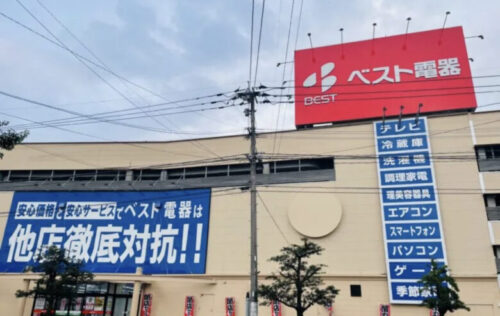 BEST
ベスト電器
テレビ
冷蔵庫
洗濯器
調理家電
理美容器具
エアコン
スマートフォン
パソコン
ゲーム
季節家
安心価格と安心サービスでベスト電器は
他店徹底対抗!!